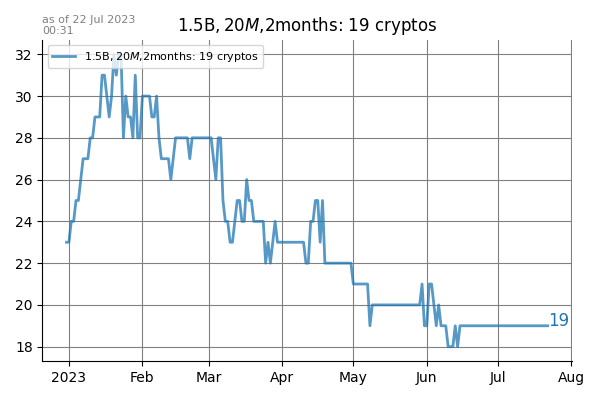 as of 22 Jul 2023
00:31
1.5B, 20M,2months: 19 cryptos
1.5B, 20M,2months: 19 cryptos
32
30
28
26
24
22
20
18
19
2023 Feb Mar Apr May Jun Jul Aug